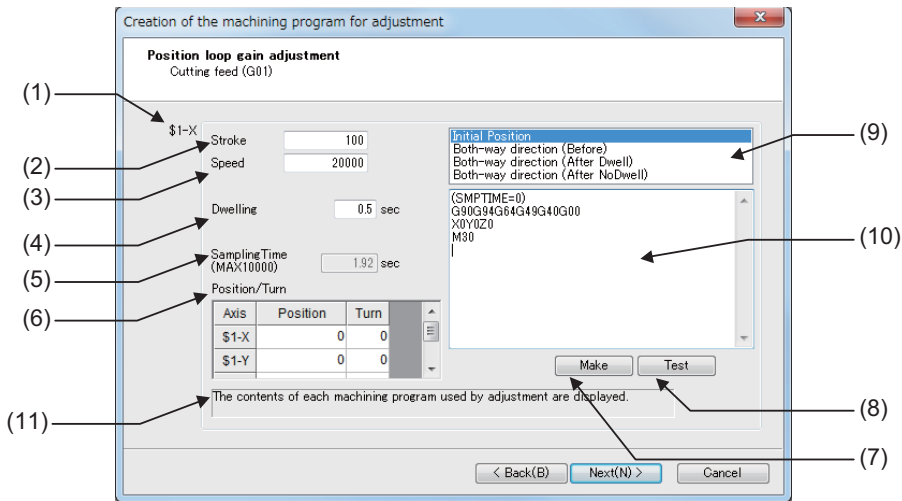 Creation of the machining program for adjustment
x
Position loop gain adjustment
Cutting feed (G01)
(1)
$1-X
(2)
Stroke
100
(3)
Speed
20000
(4)
Dwelling
0.5 sec
(5)
SamplingTime
(MAX10000)
1.92 sec
(6)
Position/Turn
Axis Position Turn
$1-X 0 0
$1-Y 0 0
Initial Position
Both-way direction (Before)
Both-way direction (After Dwell)
Both-way direction (After NoDwell)
(9)
(SMPTIME=0)
G90G94G64G49G40G00
X0Y0Z0
M30
(10)
Make
Test
(8)
(7)
(11)
The contents of each machining program used by adjustment are displayed.
< Back(B)
Next(N) >
Cancel